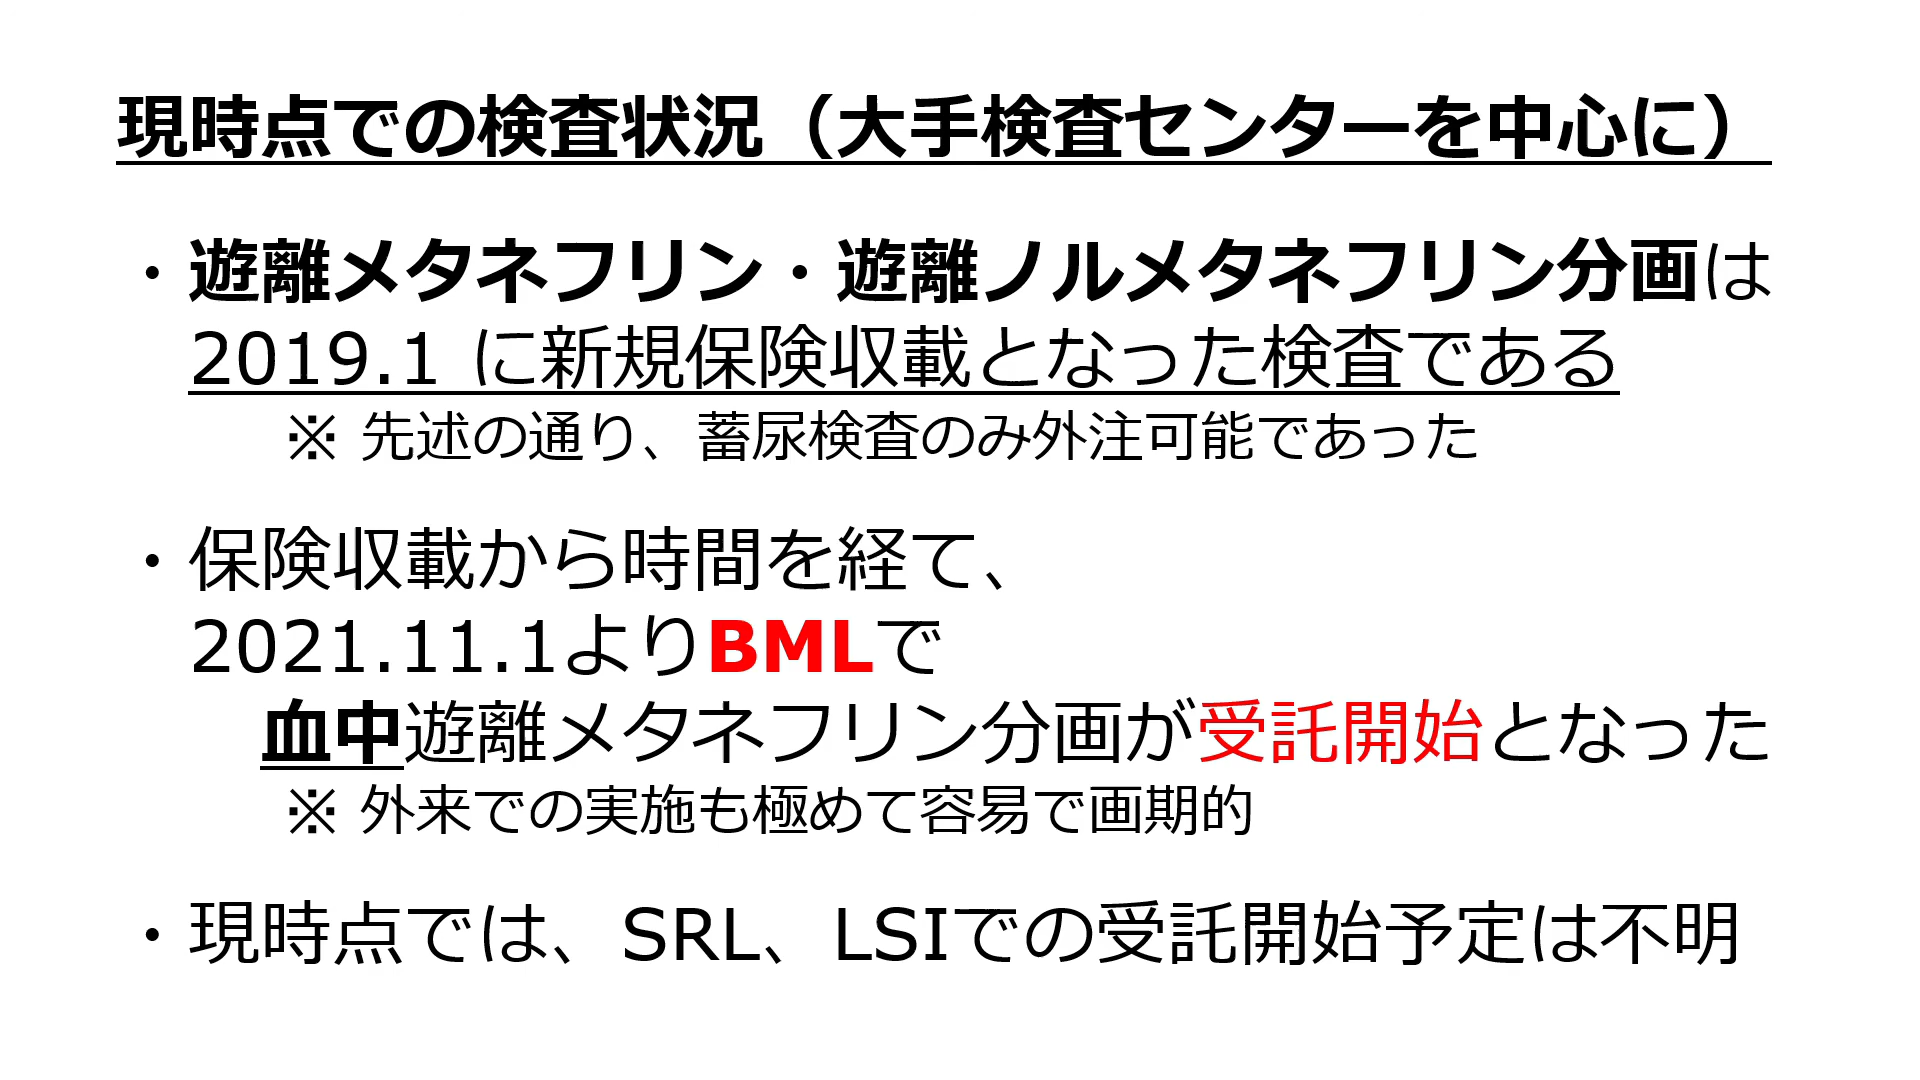 現時点での検査状況（大手検査センターを中心に）
・遊離メタネフリン・遊離ノルメタネフリン分画は
2019.1 に新規保険収載となった検査である
※ 先述の通り、蓄尿検査のみ外注可能であった
・保険収載から時間を経て、
2021.11.1よりBMLで
血中遊離メタネフリン分画が受託開始となった
※ 外来での実施も極めて容易で画期的
・現時点では、SRL、LSIでの受託開始予定は不明